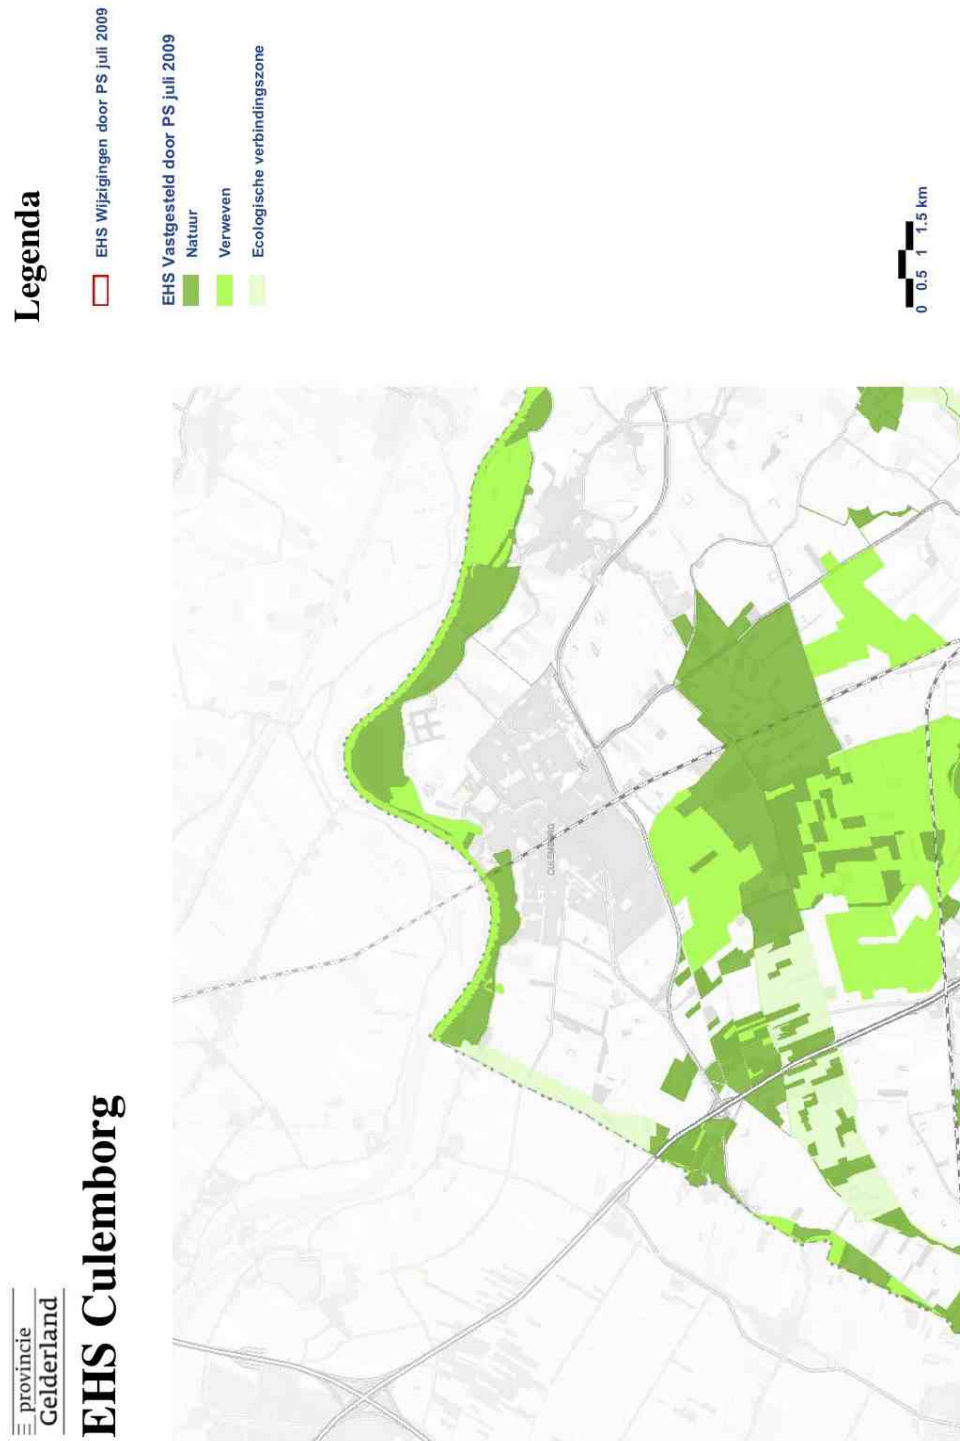 provincie
Gelderland
EHS Culemborg
CULEMBORG
Legenda
EHS Wijzigingen door PS juli 2009
EHS Vastgesteld door PS juli 2009
Natuur
Verweven
Ecologische verbindingszone
0 0.5 1 1.5 km